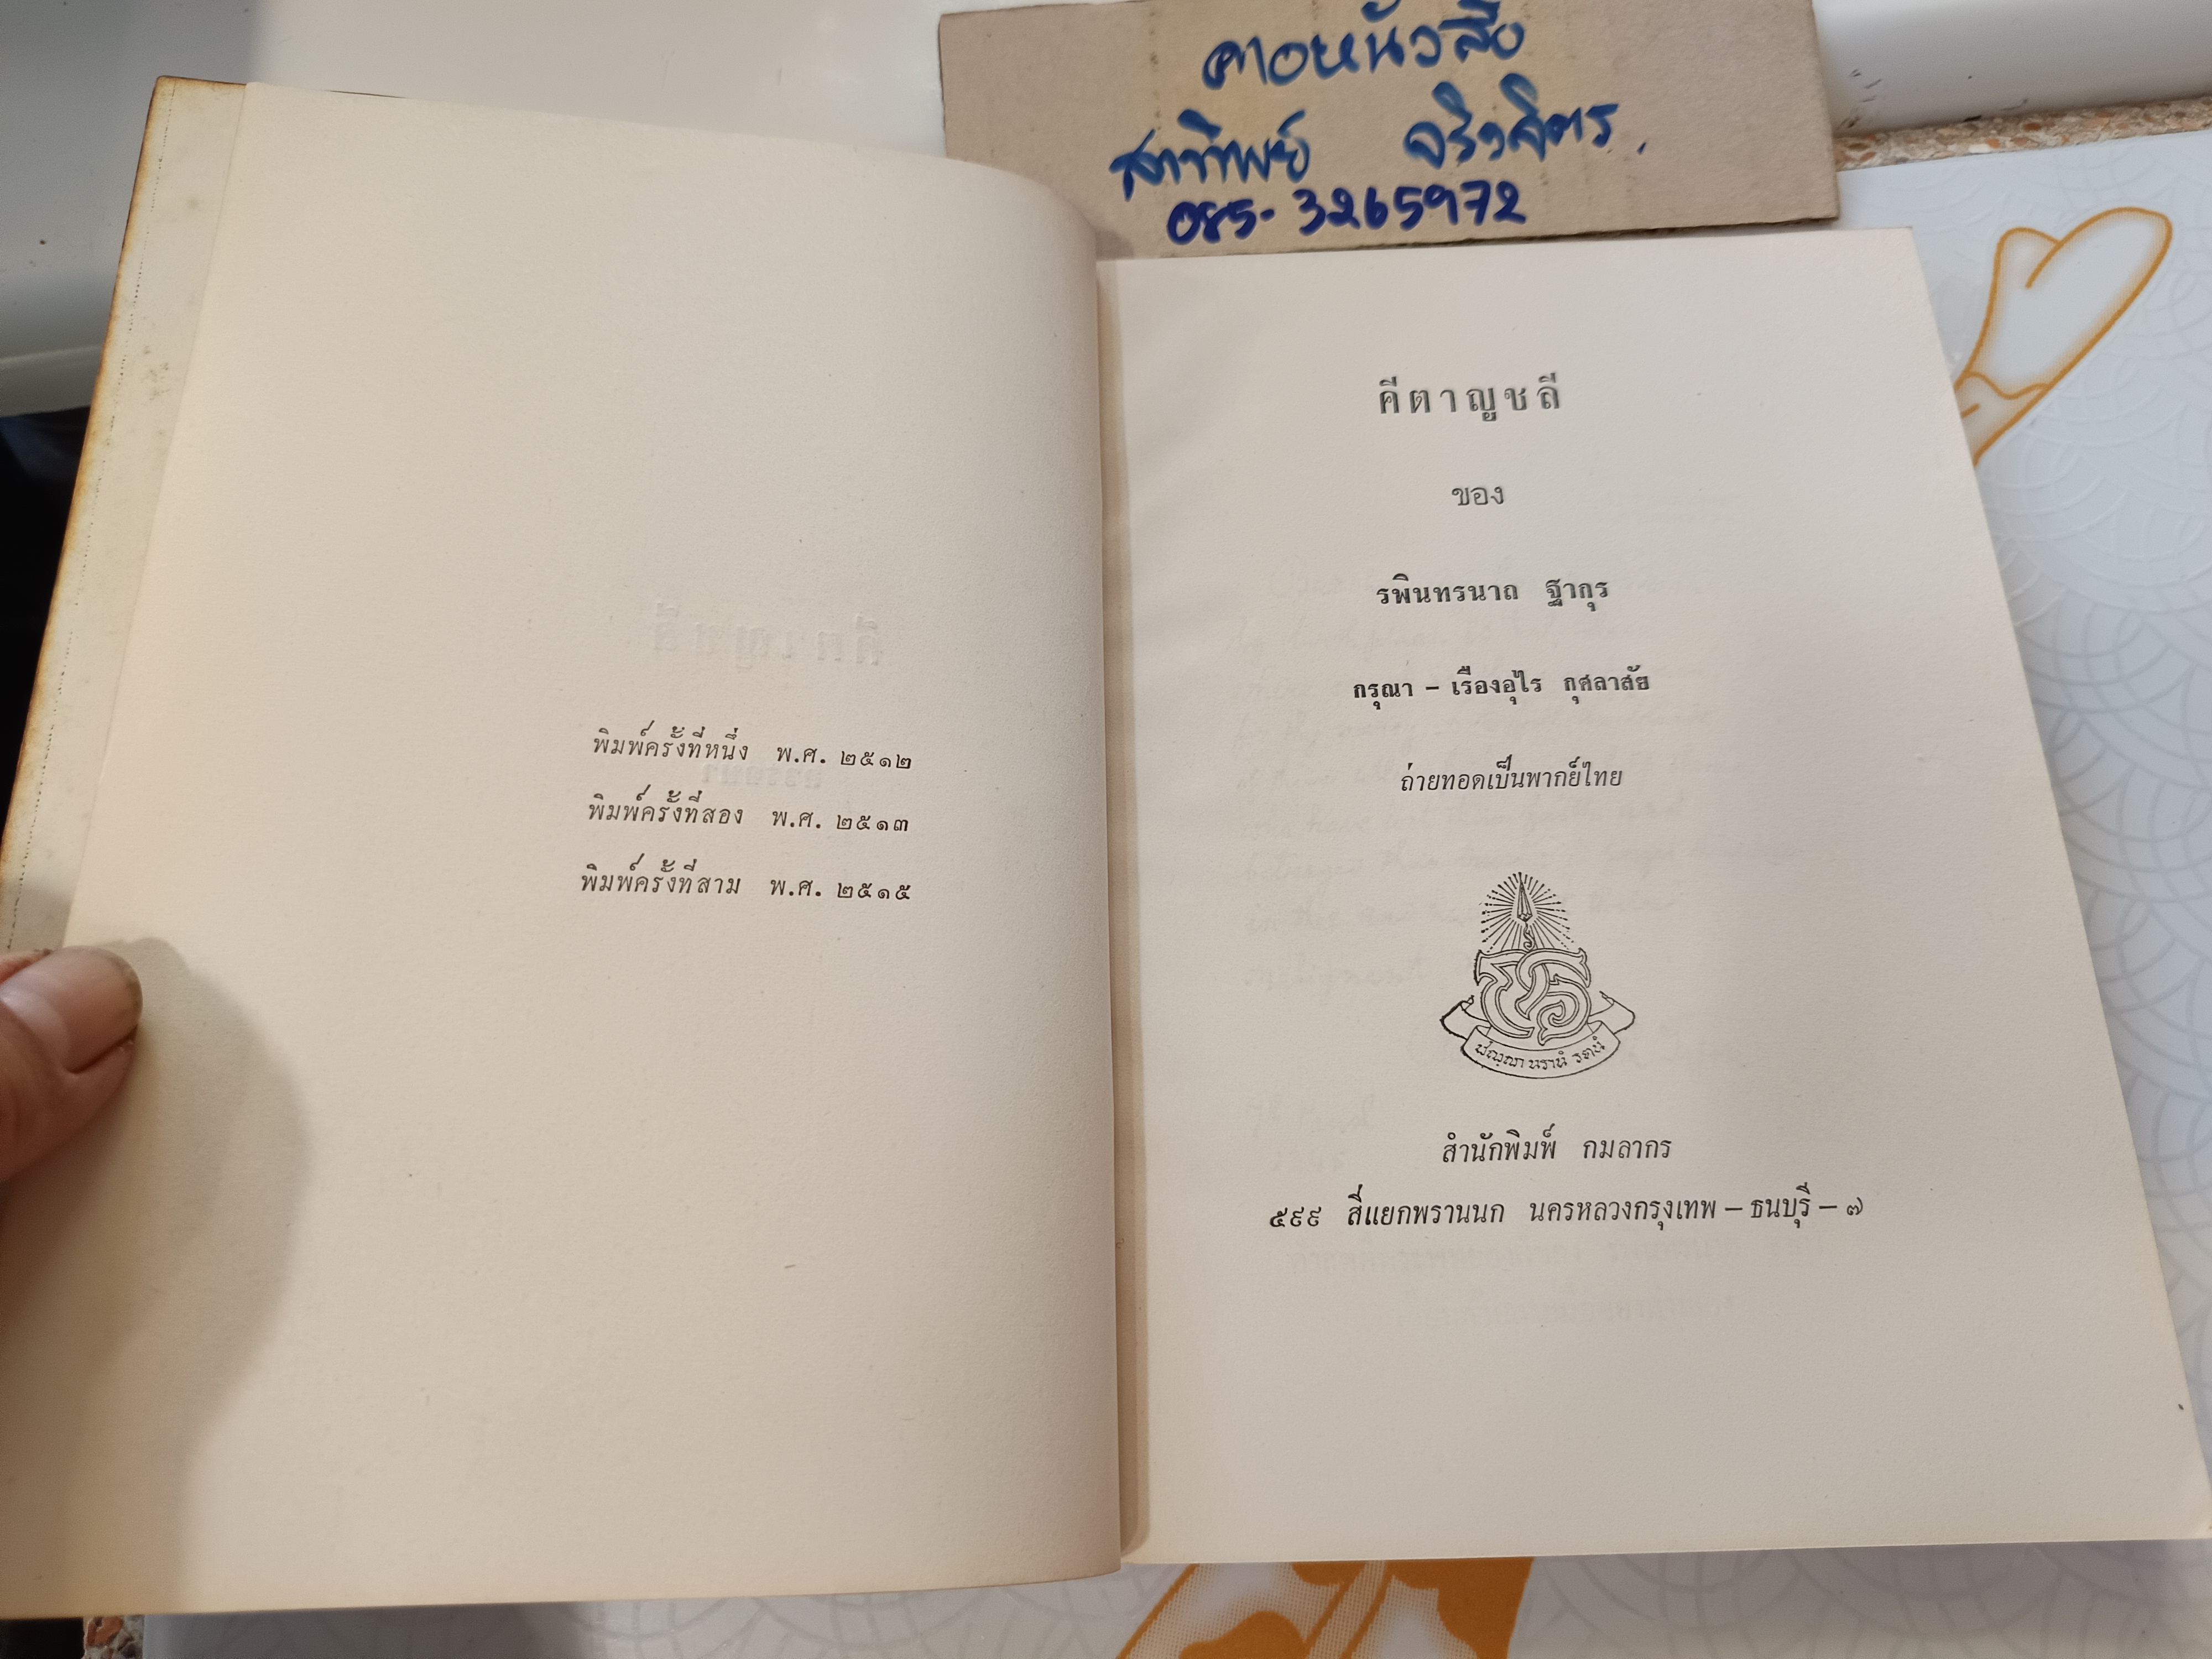 คอหนังสือ
085-3265972
พิมพ์ครั้งที่หนึ่ง พ.ศ. ๒๕๑๒
พิมพ์ครั้งที่สอง พ.ศ. ๒๕๑๓
พิมพ์ครั้งที่สาม พ.ศ. ๒๕๑๕
คีตาญชลี
ของ
รพินทรนาถ ฐากุร
กรุณา - เรืองอุไร กุศลาสัย
ถ่ายทอดเป็นพากย์ไทย
ปญฺญา นรานํ รตนํ
สำนักพิมพ์ กมลากร
๕๙๙ สี่แยกพรานนก นครหลวงกรุงเทพ – ธนบุรี – ๗